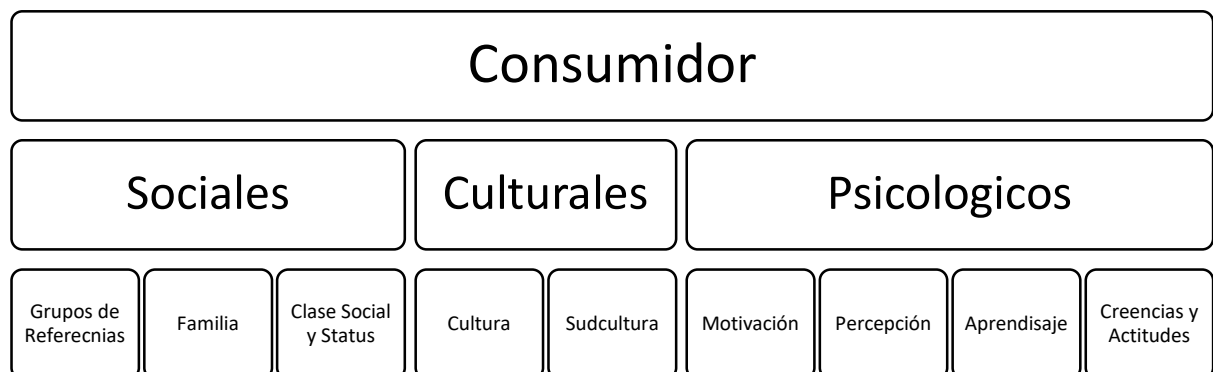 Consumidor
Sociales
Culturales
Psicologicos
Grupos de
Referecnias
Familia
Clase Social
y Status
Cultura
Sudcultura
Motivación
Percepción
Aprendisaje
Creencias y
Actitudes